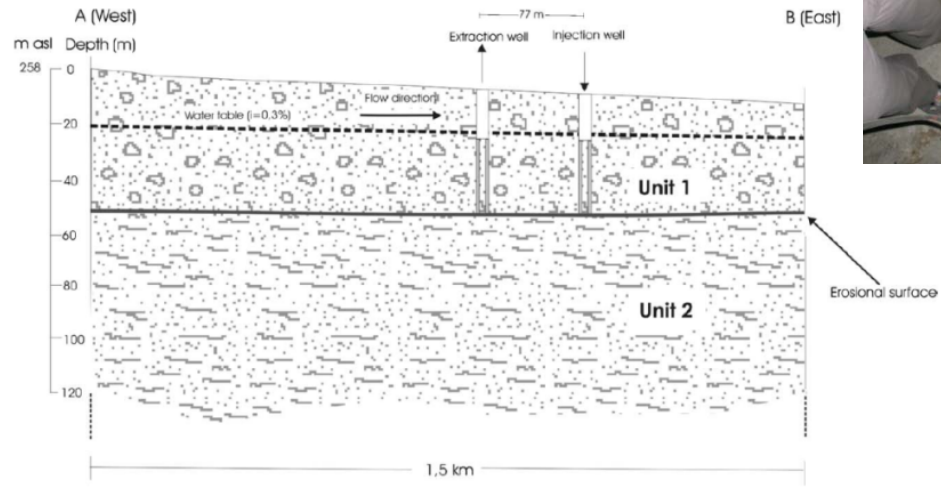 A (West)
77 m
B (East)
Extraction well
Injection well
m asl Depth (m)
258
0
Flow direction
Water table (i=0,3%)
20
40
Unit 1
60
80
Erosional surface
Unit 2
100
120
1,5 km